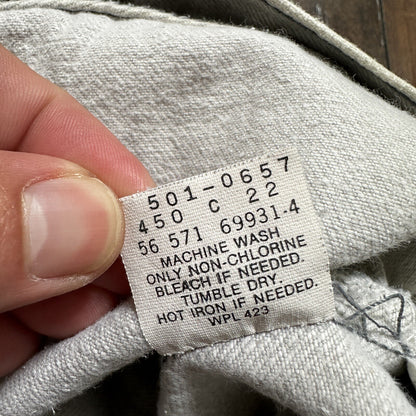 501-0657
450 C 22
56 571 69931-4
MACHINE WASH
ONLY NON-CHLORINE
BLEACH IF NEEDED.
TUMBLE DRY.
HOT IRON IF NEEDED.
WPL 423